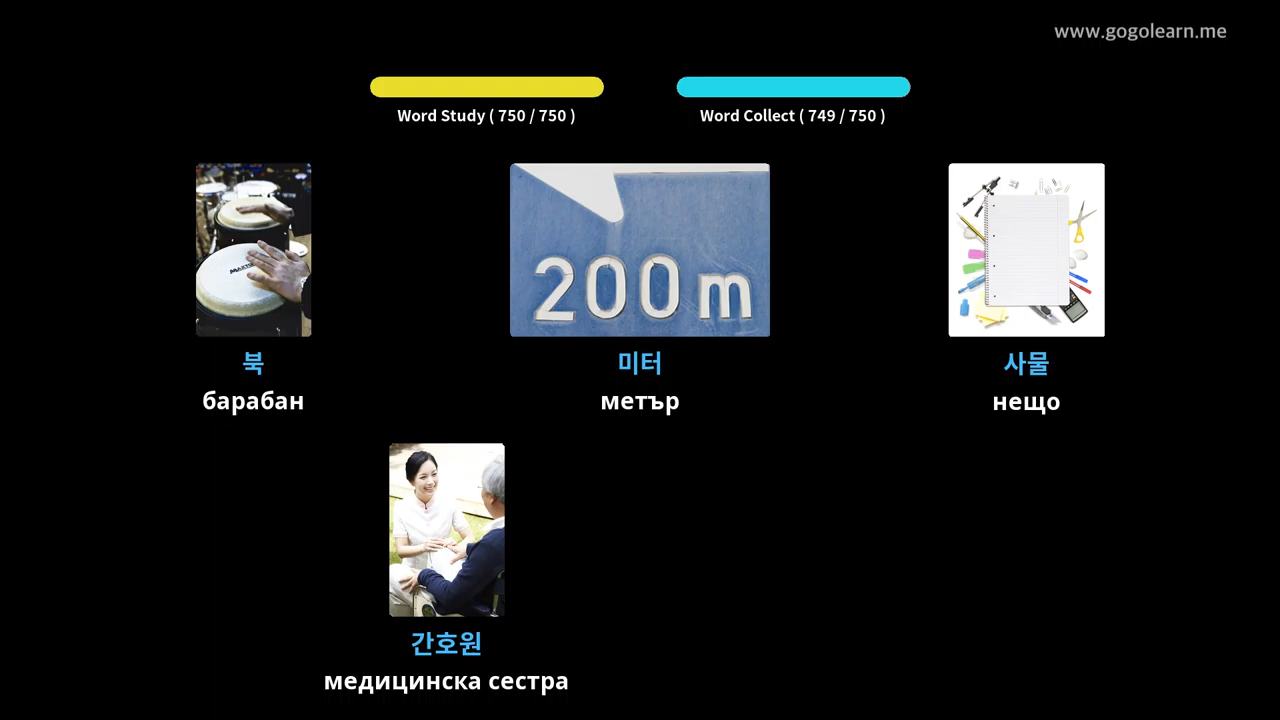 www.gogolearn.me
Word Study ( 750 / 750 )
Word Collect ( 749 / 750 )
200 m
북
барабан
미터
метър
사물
нещо
간호원
медицинска сестра